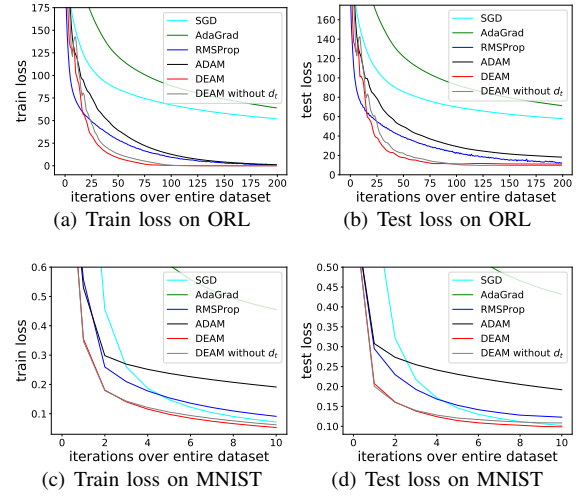 175
150
125
100
75
50
25
0
train loss
SGD
AdaGrad
RMSProp
ADAM
DEAM
DEAM without dt
0 25 50 75 100 125 150 175 200
iterations over entire dataset
(a) Train loss on ORL
160
140
120
100
80
60
40
20
0
test loss
SGD
AdaGrad
RMSProp
ADAM
DEAM
DEAM without dt
0 25 50 75 100 125 150 175 200
iterations over entire dataset
(b) Test loss on ORL
0.6
0.5
0.4
0.3
0.2
0.1
train loss
SGD
AdaGrad
RMSProp
ADAM
DEAM
DEAM without dt
0 2 4 6 8 10
iterations over entire dataset
(c) Train loss on MNIST
0.50
0.45
0.40
0.35
0.30
0.25
0.20
0.15
0.10
test loss
SGD
AdaGrad
RMSProp
ADAM
DEAM
DEAM without dt
0 2 4 6 8 10
iterations over entire dataset
(d) Test loss on MNIST